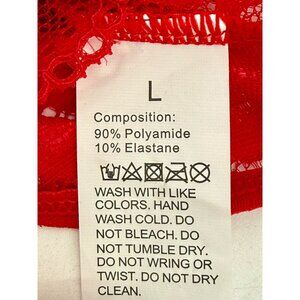 L
Composition:
90% Polyamide
10% Elastane
WASH WITH LIKE
COLORS. HAND
WASH COLD. DO
NOT BLEACH. DO
NOT TUMBLE DRY.
DO NOT WRING OR
TWIST. DO NOT DRY
CLEAN.